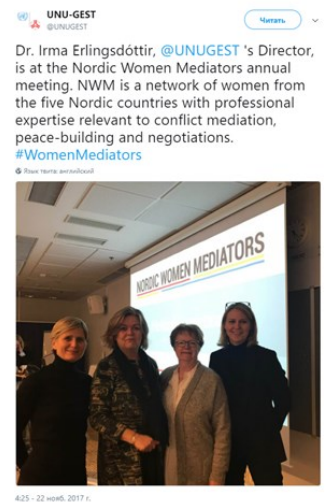 UNU-GEST
@UNUGEST
Читать
Dr. Irma Erlingsdóttir, @UNUGEST 's Director,
is at the Nordic Women Mediators annual
meeting. NWM is a network of women from
the five Nordic countries with professional
expertise relevant to conflict mediation,
peace-building and negotiations.
#WomenMediators
Язык твита: английский
NORDIC WOMEN MEDIATORS
4:25 - 22 нояб. 2017 г.